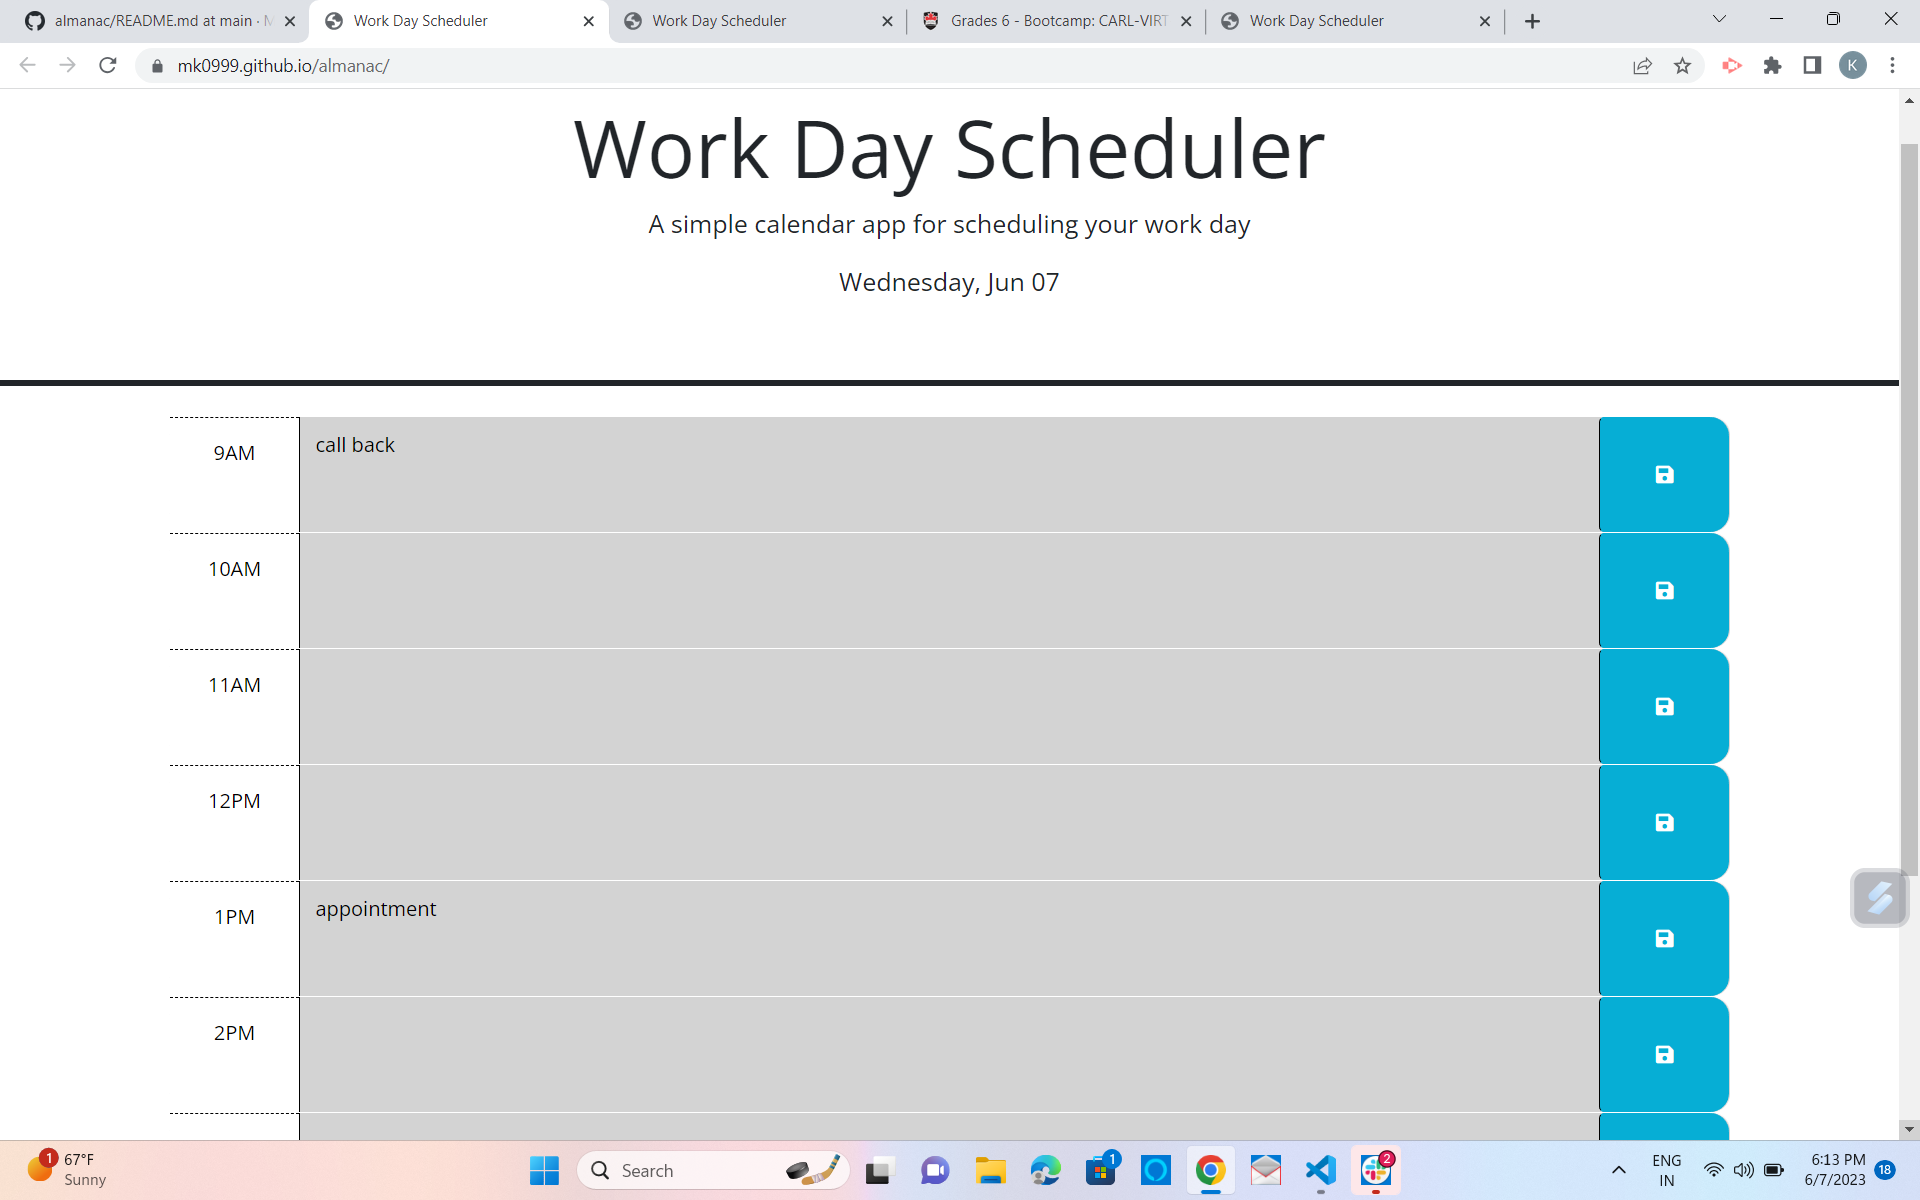 almanac/README.md at main · M
Work Day Scheduler
Work Day Scheduler
Grades 6 - Bootcamp: CARL-VIRT
Work Day Scheduler
mk0999.github.io/almanac/
K
Work Day Scheduler
A simple calendar app for scheduling your work day
Wednesday, Jun 07
9AM
call back
10AM
11AM
12PM
1PM
appointment
2PM
1
67°F
Sunny
Search
1
2
ENG
IN
6:13 PM
6/7/2023
18